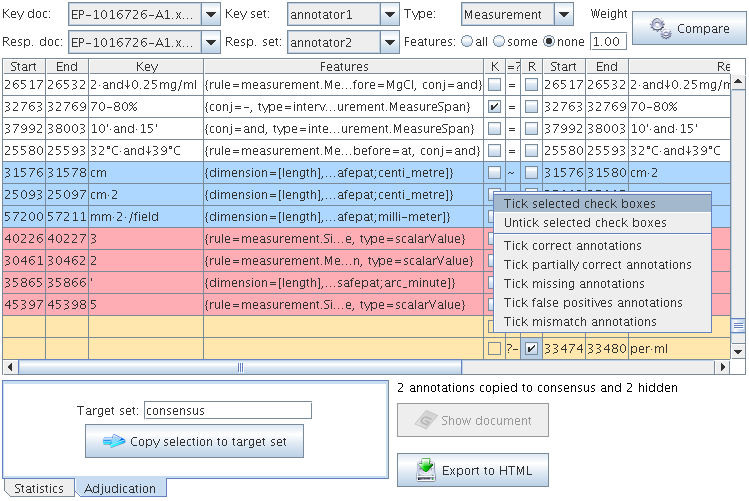 Key doc: EP-1016726-A1.x... Key set: annotator1 Type: Measurement Weight
Compare
Resp. doc: EP-1016726-A1.x... Resp. set: annotator2 Features: all some none 1.00
Start End Key Features K =? R Start End Re
26517 26532 2·and↓0.25mg/ml {rule=measurement.Me...fore=MgCl, conj=and} = 26517 26532 2·and↓0.25mg/m
32763 32769 70-80% {conj=-, type=interv...urement.MeasureSpan} = 32763 32769 70-80%
37992 38003 10'·and·15' {conj=and, type=inte...urement.MeasureSpan} = 37992 38003 10'·and·15'
25580 25593 32°C·and↓39°C {rule=measurement.Me...before=at, conj=and} = 25580 25593 32°C·and↓39°C
31576 31578 cm {dimension=[length],...afepat;centi_metre]} ~ 31576 31580 cm·2
25093 25097 cm·2 {dimension=[length],...afepat;centi_metre]}
57200 57211 mm·2·/field {dimension=[length],...afepat;milli-meter]}
40226 40227 3 {rule=measurement.Si...e, type=scalarValue}
30461 30462 2 {rule=measurement.Me...n, type=scalarValue}
35865 35866 ' {dimension=[length],...safepat;arc_minute]}
45397 45398 5 {rule=measurement.Si...e, type=scalarValue}
?- 33474 33480 per·ml
Tick selected check boxes
Untick selected check boxes
Tick correct annotations
Tick partially correct annotations
Tick missing annotations
Tick false positives annotations
Tick mismatch annotations
2 annotations copied to consensus and 2 hidden
Target set: consensus
Show document
Copy selection to target set
Export to HTML
Statistics Adjudication